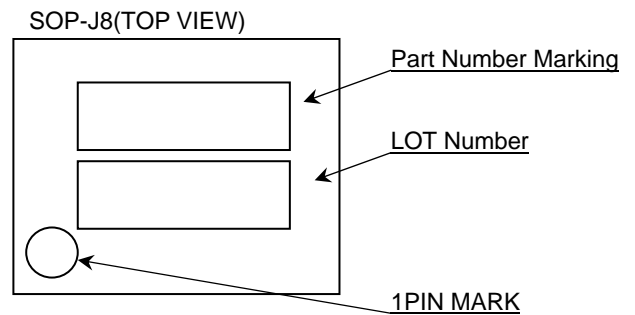 SOP-J8(TOP VIEW)
Part Number Marking
LOT Number
1PIN MARK